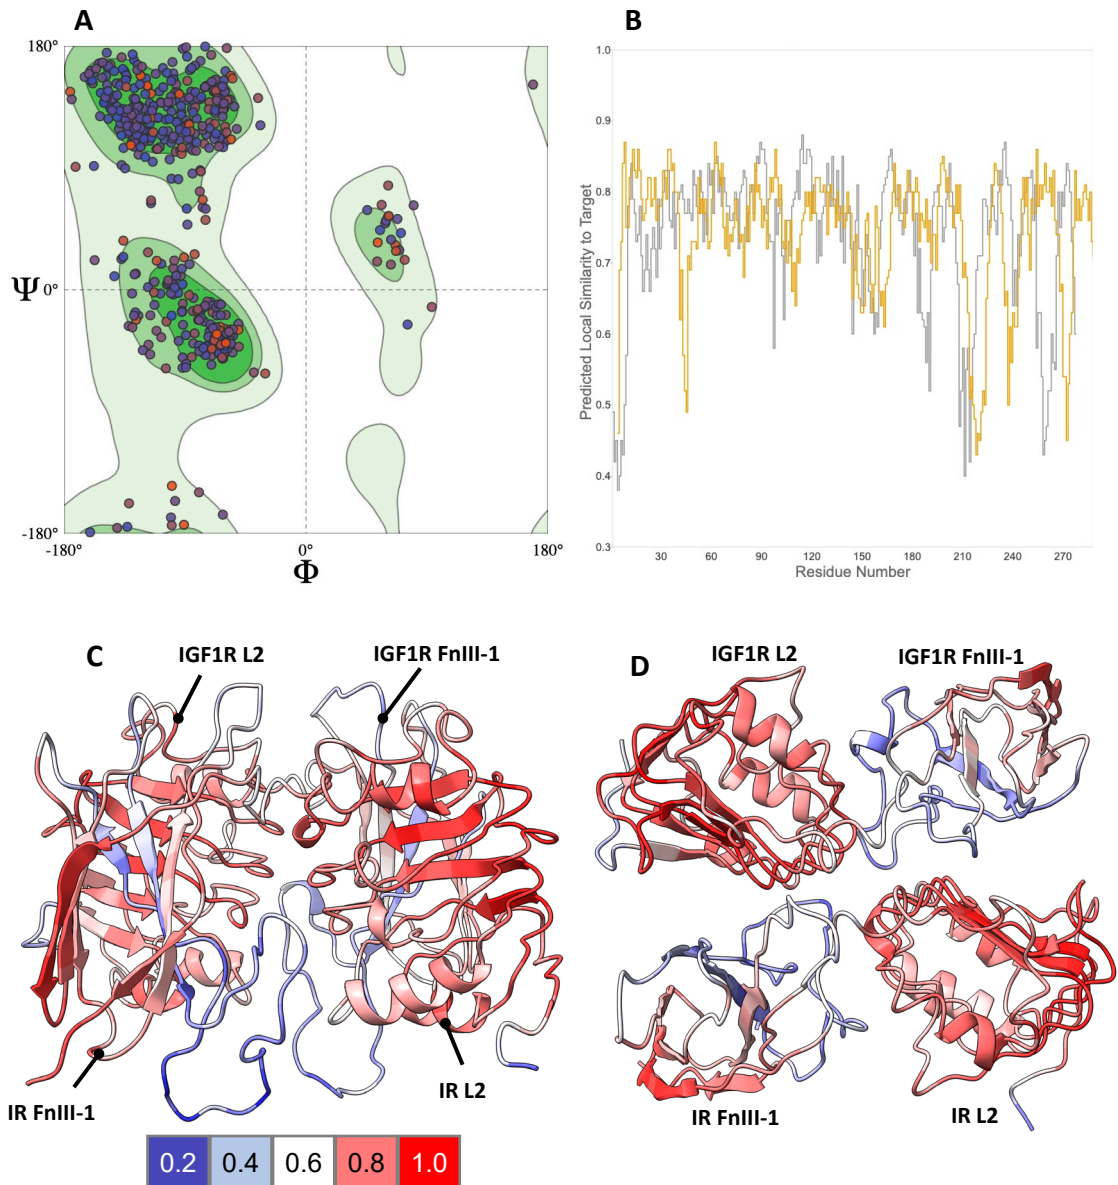 A
B
180°
Ψ 0°
-180°
-180°
0°
180°
Φ
1.0
0.9
0.8
0.7
0.6
0.5
0.4
0.3
Predicted Local Similarity to Target
30
60
90
120
150
180
210
240
270
Residue Number
C
IGF1R L2
IGF1R FnIII-1
D
IGF1R L2
IGF1R FnIII-1
IR FnIII-1
IR L2
IR FnIII-1
IR L2
0.2
0.4
0.6
0.8
1.0